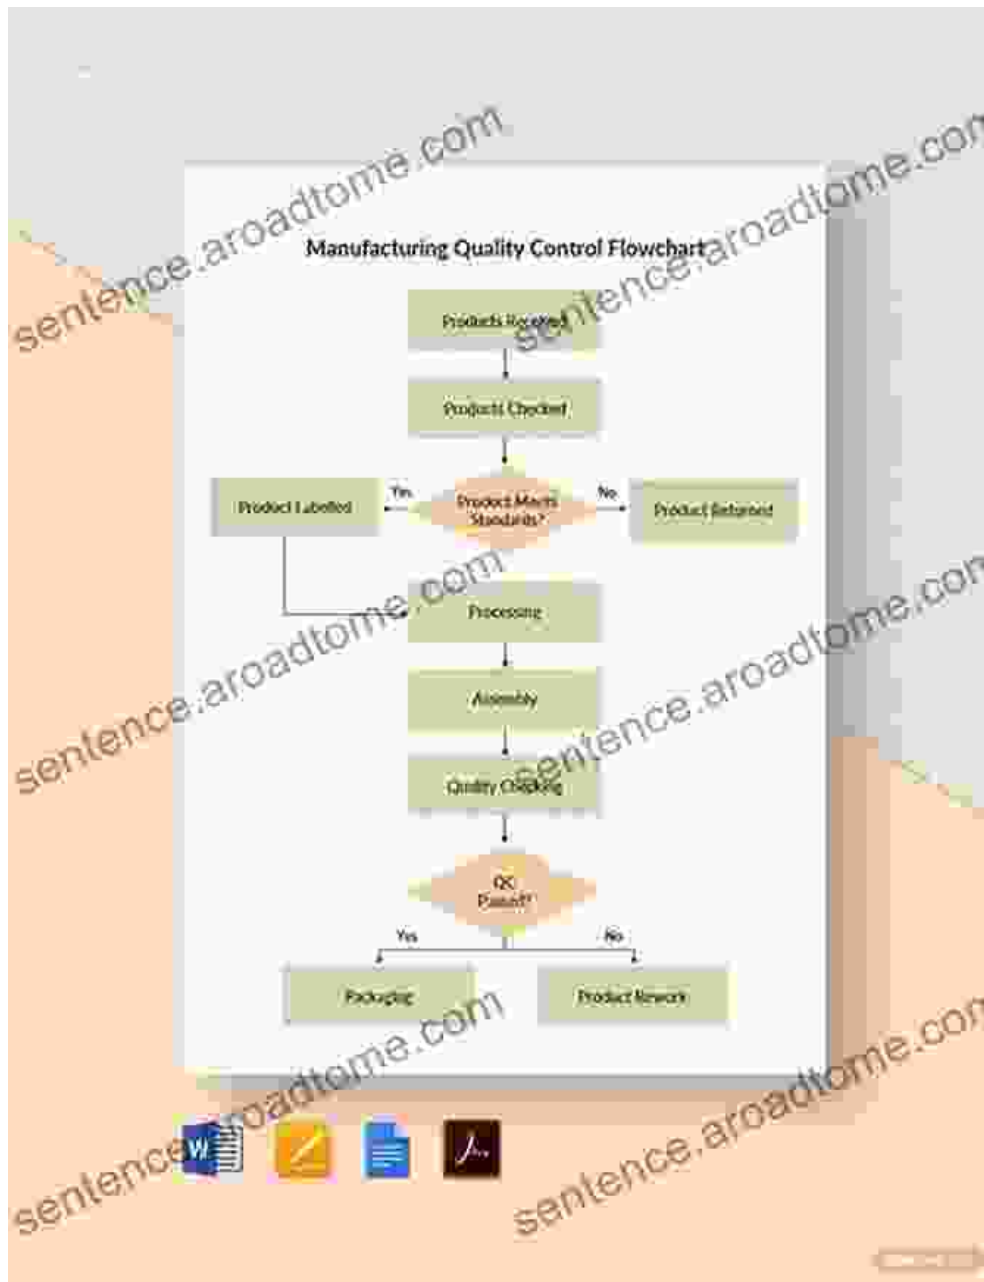 Manufacturing Quality Control Flowchart
Products Received
Products Checked
Product Meets
Standards?
Yes
No
Product Labelled
Product Returned
Processing
Assembly
Quality Checking
QC
Passed?
Yes
No
Packaging
Product Rework
W
sentence.aroadtome.com
sentence.aroadtome.com
sentence.aroadtome.com
sentence.aroadtome.com
sentence.aroadtome.com
sentence.aroadtome.com